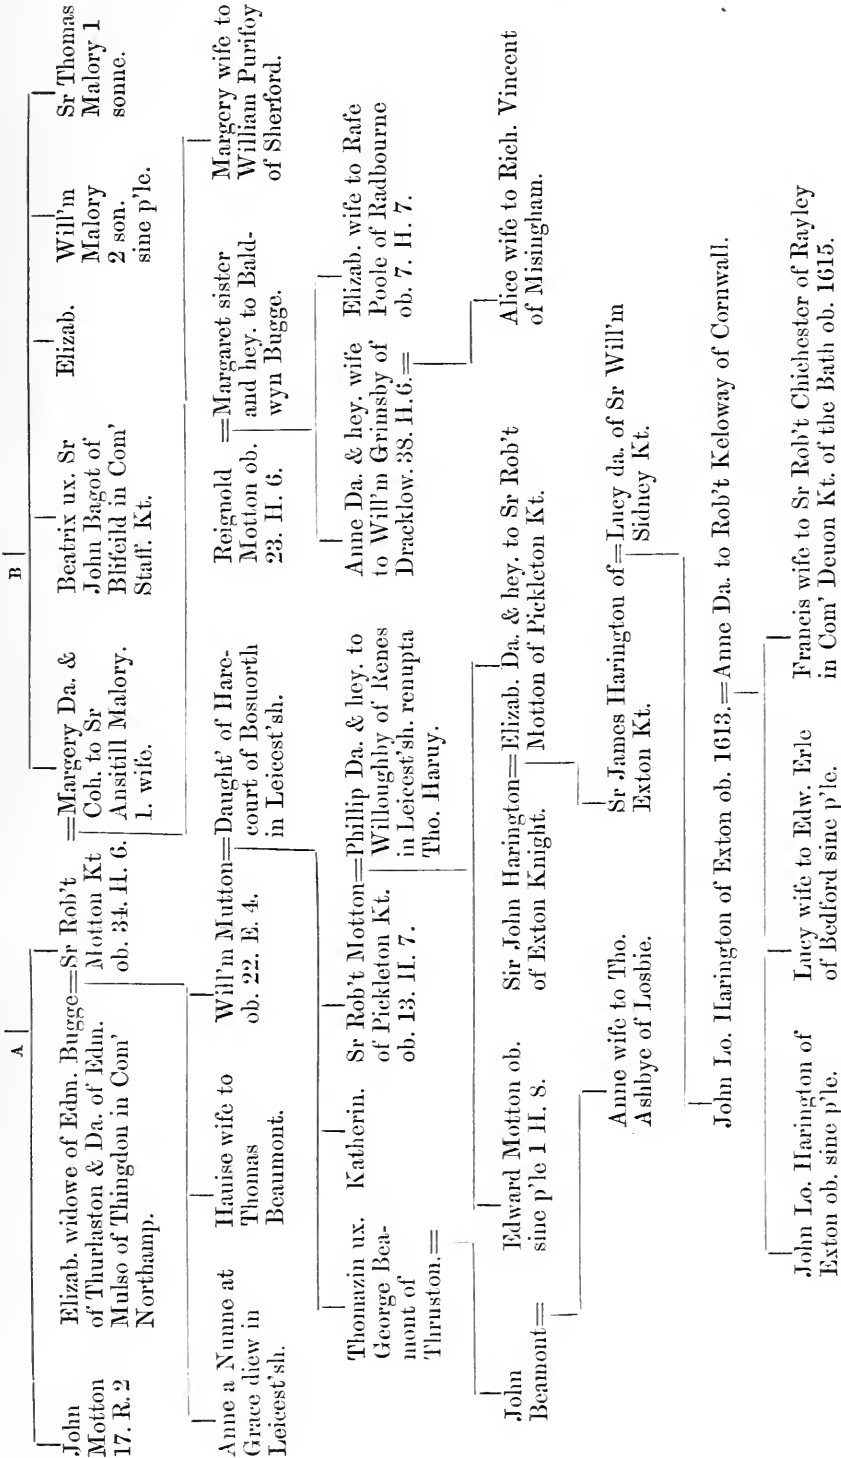 A
B
John
Motton
17. R. 2
Elizab. widowe of Edm. Bugge=Sr Rob't
of Thurlaston & Da. of Edm.
Mulso of Thingdon in Com'
Northamp.
Motton Kt
ob. 34. H. 6.
=Margery Da. &
Coh. to Sr
Ansitill Malory.
1. wife.
Beatrix ux. Sr
John Bagot of
Blifeild in Com'
Staff. Kt.
Elizab.
Will'm
Malory
2 son.
sine p'le.
Sr Thomas
Malory 1
sonne.
Anne a Nunne at
Grace diew in
Leicest'sh.
Hauise wife to
Thomas
Beaumont.
Will'm Mutton=Daught' of Hare-
ob. 22. E. 4.
court of Bosuorth
in Leicest'sh.
Reignold
Motton ob.
23. H. 6.
=Margaret sister
and hey. to Bald-
wyn Bugge.
Margery wife to
William Purifoy
of Sherford.
Thomazin ux.
George Bea-
mont of
Thruston.=
Katherin.
Sr Rob't Motton=Phillip Da. & hey. to
of Pickleton Kt.
ob. 13. H. 7.
Willoughby of Kenes
in Leicest'sh. renupta
Tho. Haruy.
Anne Da. & hey. wife
to Will'm Grimsby of
Dracklow. 38. H.6.=
Elizab. wife to Rafe
Poole of Radbourne
ob. 7. H. 7.
John
Beamont=
Edward Motton ob.
sine p'le 1 H. 8.
Sir John Harington=Elizab. Da. & hey. to Sr Rob't
of Exton Knight.
Motton of Pickleton Kt.
Alice wife to Rich. Vincent
of Misingham.
Anne wife to Tho.
Ashbye of Losbie.
Sr James Harington of=Lucy da. of Sr Will'm
Exton Kt.
Sidney Kt.
John Lo. Harington of Exton ob. 1613.=Anne Da. to Rob't Keloway of Cornwall.
John Lo. Harington of
Exton ob. sine p'le.
Lucy wife to Edw. Erle
of Bedford sine p'le.
Francis wife to Sr Rob't Chichester of Rayley
in Com' Deuon Kt. of the Bath ob. 1615.